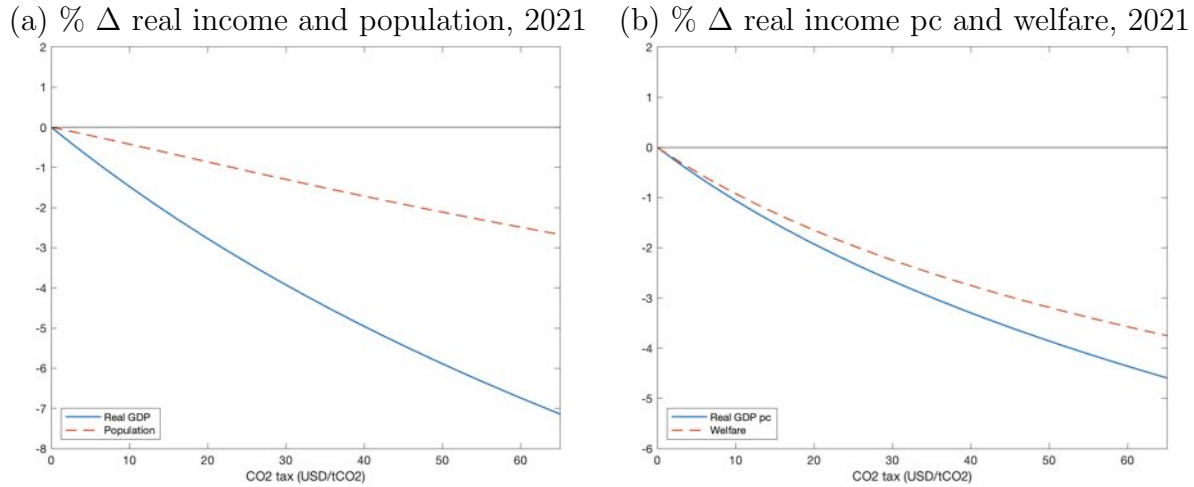 (a) % Δ real income and population, 2021
2
1
0
-1
-2
-3
-4
-5
-6
-7
-8
Real GDP
Population
0 10 20 30 40 50 60
CO2 tax (USD/tCO2)
(b) % Δ real income pc and welfare, 2021
2
1
0
-1
-2
-3
-4
-5
-6
Real GDP pc
Welfare
0 10 20 30 40 50 60
CO2 tax (USD/tCO2)